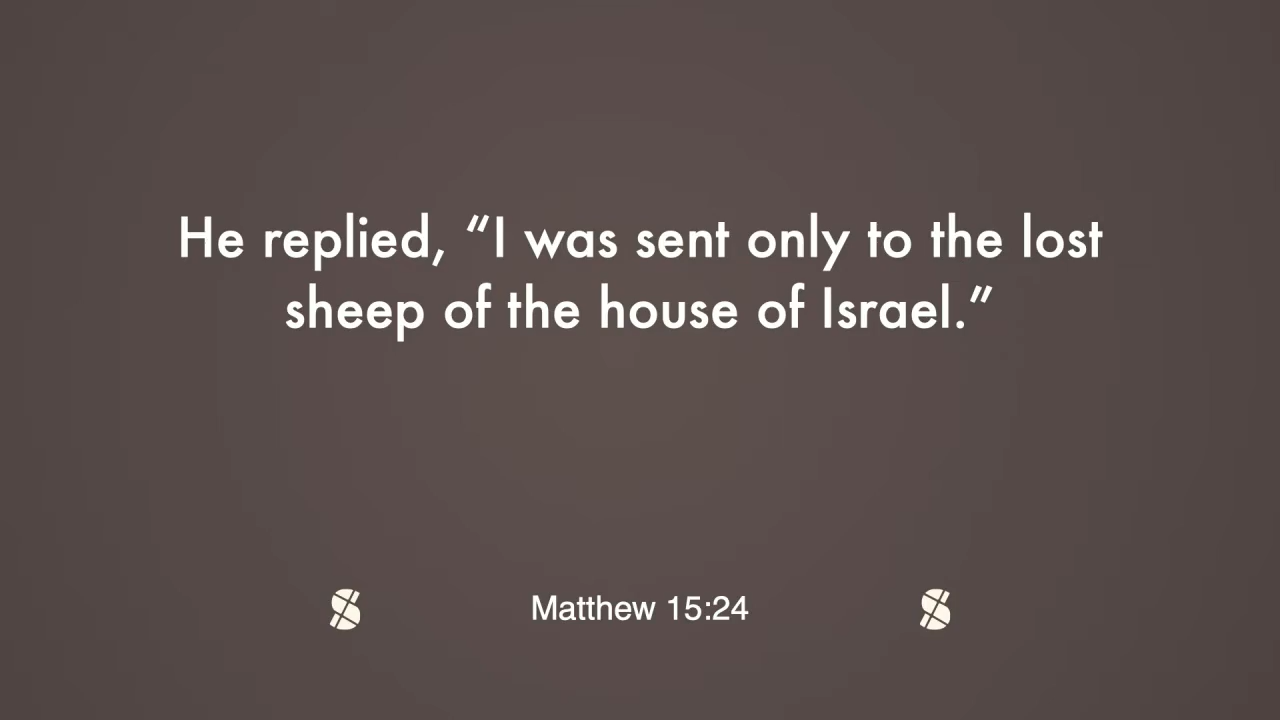 He replied, “I was sent only to the lost
sheep of the house of Israel.”
Matthew 15:24